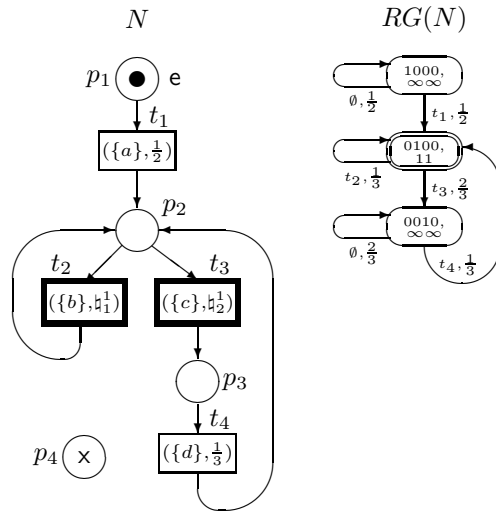 N
RG(N)
p₁ e
t₁
({a},½)
p₂
t₂ t₃
({b},♮₁¹) ({c},♮₂¹)
p₃
t₄
p₄ x ({d},⅓)
1000,
∞∞
∅,½
t₁,½
0100,
11
t₂,⅓
t₃,⅔
0010,
∞∞
∅,⅔
t₄,⅓